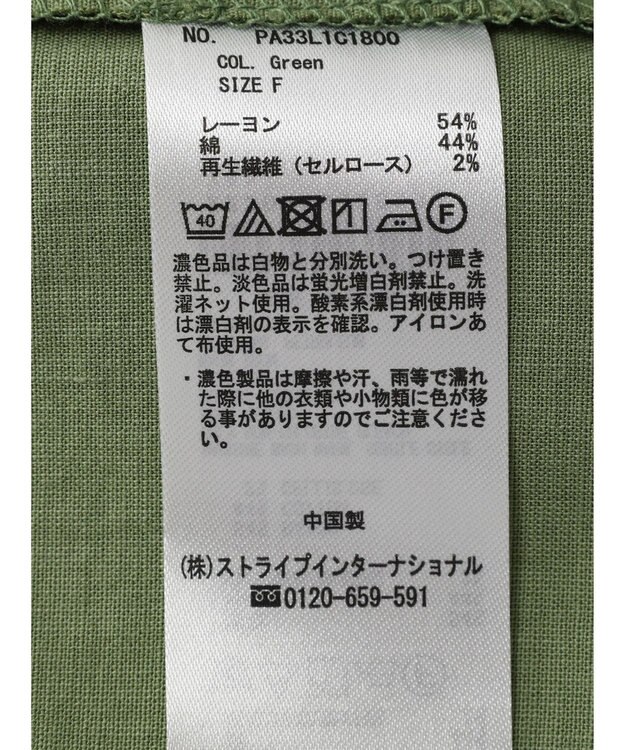 NO. PA33L1C1800
COL. Green
SIZE F
レーヨン 54%
綿 44%
再生繊維（セルロース） 2%
40 F
濃色品は白物と分別洗い。つけ置き
禁止。淡色品は蛍光増白剤禁止。洗
濯ネット使用。酸素系漂白剤使用時
は漂白剤の表示を確認。アイロンあ
て布使用。
・濃色製品は摩擦や汗、雨等で濡れ
た際に他の衣類や小物類に色が移
る事がありますのでご注意くださ
い。
中国製
(株)ストライプインターナショナル
0120-659-591